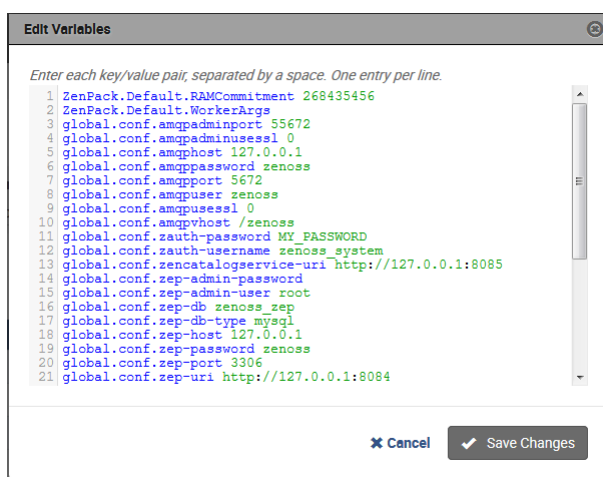 Edit Variables
Enter each key/value pair, separated by a space. One entry per line.
1 ZenPack.Default.RAMCommitment 268435456
2 ZenPack.Default.WorkerArgs
3 global.conf.amqpadminport 55672
4 global.conf.amqpadminusessl 0
5 global.conf.amqphost 127.0.0.1
6 global.conf.amqppassword zenoss
7 global.conf.amqpport 5672
8 global.conf.amqpuser zenoss
9 global.conf.amqpusessl 0
10 global.conf.amqpvhost /zenoss
11 global.conf.zauth-password MY_PASSWORD
12 global.conf.zauth-username zenoss_system
13 global.conf.zencatalogservice-uri http://127.0.0.1:8085
14 global.conf.zep-admin-password
15 global.conf.zep-admin-user root
16 global.conf.zep-db zenoss_zep
17 global.conf.zep-db-type mysql
18 global.conf.zep-host 127.0.0.1
19 global.conf.zep-password zenoss
20 global.conf.zep-port 3306
21 global.conf.zep-uri http://127.0.0.1:8084
Cancel
Save Changes